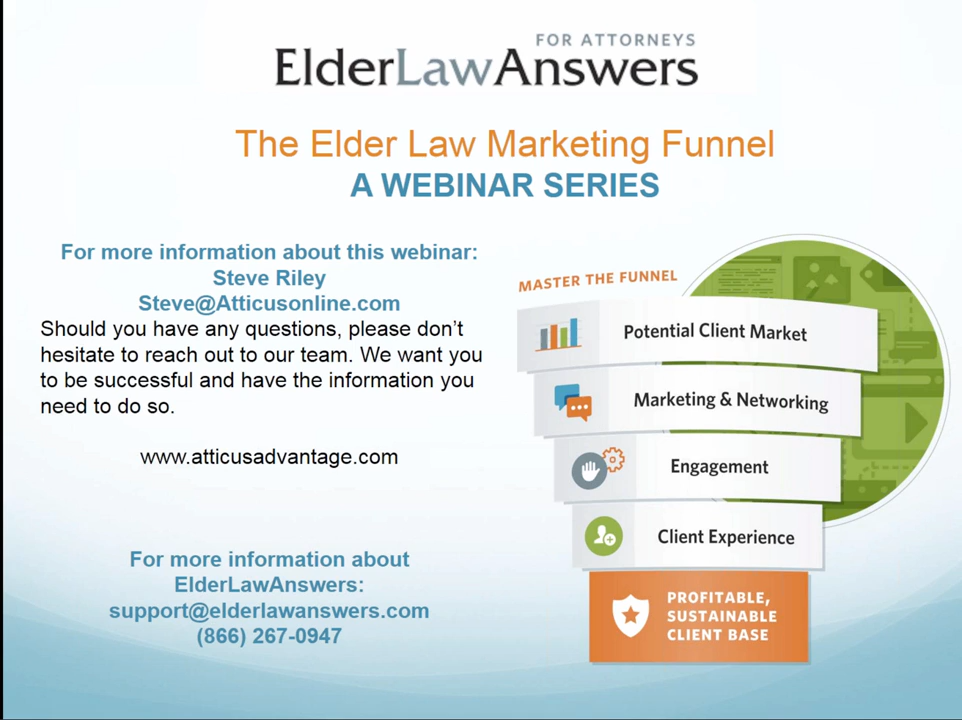 FOR ATTORNEYS
ElderLawAnswers
The Elder Law Marketing Funnel
A WEBINAR SERIES
For more information about this webinar:
Steve Riley
Steve@Atticusonline.com
Should you have any questions, please don't
hesitate to reach out to our team. We want you
to be successful and have the information you
need to do so.
www.atticusadvantage.com
For more information about
ElderLawAnswers:
support@elderlawanswers.com
(866) 267-0947
MASTER THE FUNNEL
Potential Client Market
Marketing & Networking
Engagement
Client Experience
PROFITABLE,
SUSTAINABLE
CLIENT BASE